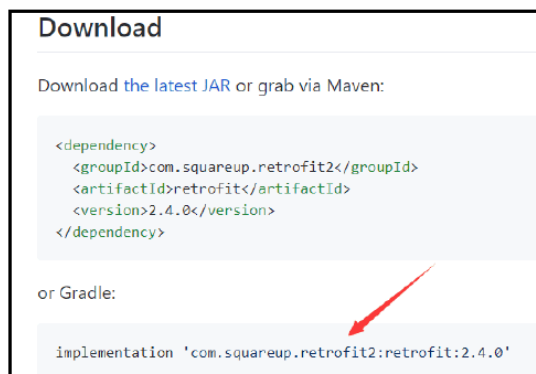 Download
Download the latest JAR or grab via Maven:
<dependency>
  <groupId>com.squareup.retrofit2</groupId>
  <artifactId>retrofit</artifactId>
  <version>2.4.0</version>
</dependency>
or Gradle:
implementation 'com.squareup.retrofit2:retrofit:2.4.0'